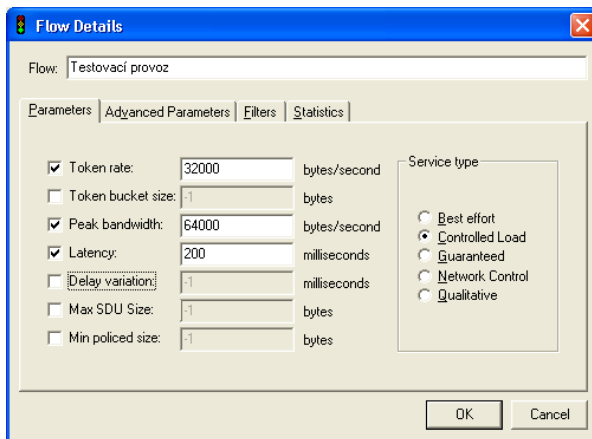 Flow Details
Flow: Testovací provoz
Parameters Advanced Parameters Filters Statistics
Token rate: 32000 bytes/second
Token bucket size: -1 bytes
Peak bandwidth: 64000 bytes/second
Latency: 200 milliseconds
Delay variation: -1 milliseconds
Max SDU Size: -1 bytes
Min policed size: -1 bytes
Service type
Best effort
Controlled Load
Guaranteed
Network Control
Qualitative
OK Cancel